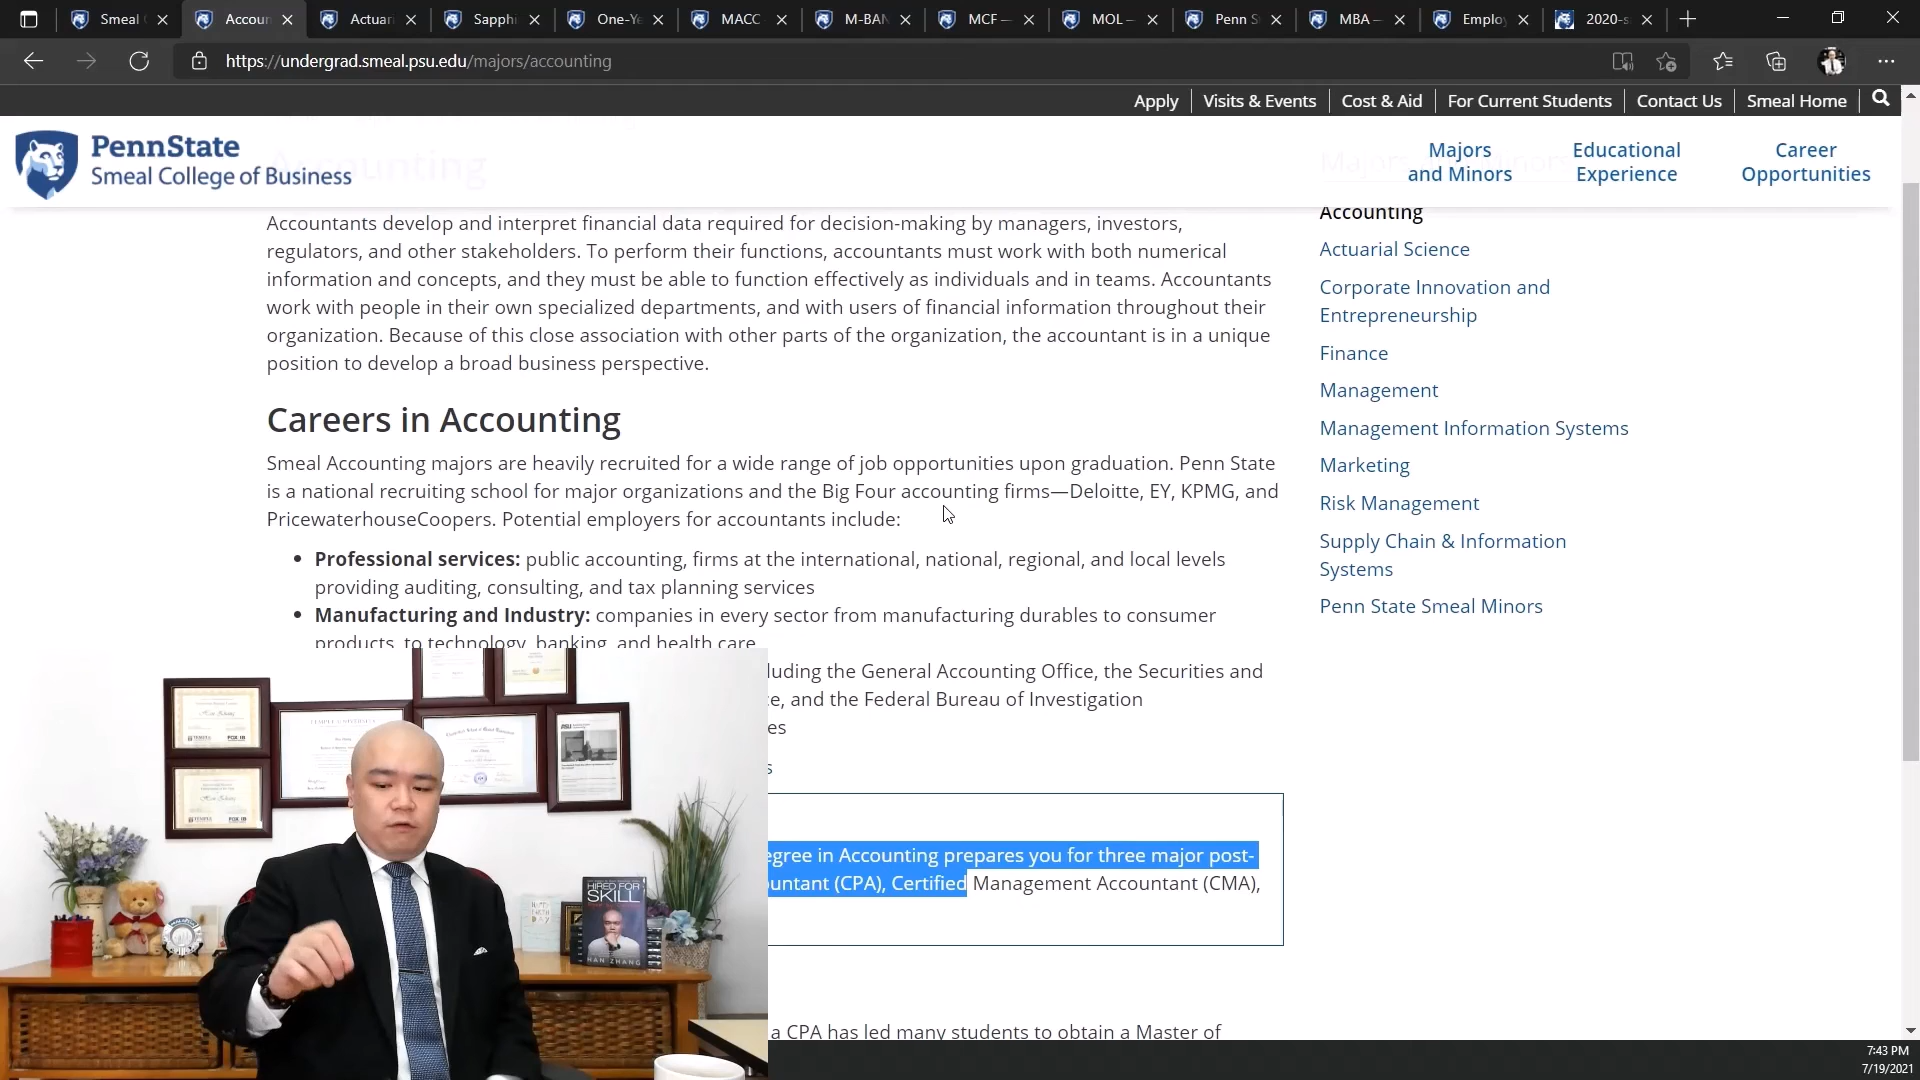 Smeal
Accoun
Actuari
Sapph
One-Ye
MACC
M-BAN
MCF —
MOL —
Penn S
MBA —
Employ
2020-s
https://undergrad.smeal.psu.edu/majors/accounting
Apply
Visits & Events
Cost & Aid
For Current Students
Contact Us
Smeal Home
PennState
Smeal College of Business
Majors
and Minors
Educational
Experience
Career
Opportunities
Accounting
Accountants develop and interpret financial data required for decision-making by managers, investors,
regulators, and other stakeholders. To perform their functions, accountants must work with both numerical
information and concepts, and they must be able to function effectively as individuals and in teams. Accountants
work with people in their own specialized departments, and with users of financial information throughout their
organization. Because of this close association with other parts of the organization, the accountant is in a unique
position to develop a broad business perspective.
Careers in Accounting
Smeal Accounting majors are heavily recruited for a wide range of job opportunities upon graduation. Penn State
is a national recruiting school for major organizations and the Big Four accounting firms—Deloitte, EY, KPMG, and
PricewaterhouseCoopers. Potential employers for accountants include:
Professional services: public accounting, firms at the international, national, regional, and local levels
providing auditing, consulting, and tax planning services
Manufacturing and Industry: companies in every sector from manufacturing durables to consumer
products, to technology, banking, and health care
luding the General Accounting Office, the Securities and
e, and the Federal Bureau of Investigation
es
s
egree in Accounting prepares you for three major post-
ountant (CPA), Certified Management Accountant (CMA),
a CPA has led many students to obtain a Master of
Accounting
Actuarial Science
Corporate Innovation and
Entrepreneurship
Finance
Management
Management Information Systems
Marketing
Risk Management
Supply Chain & Information
Systems
Penn State Smeal Minors
HIRED FOR
SKILL
HAN ZHANG
7:43 PM
7/19/2021